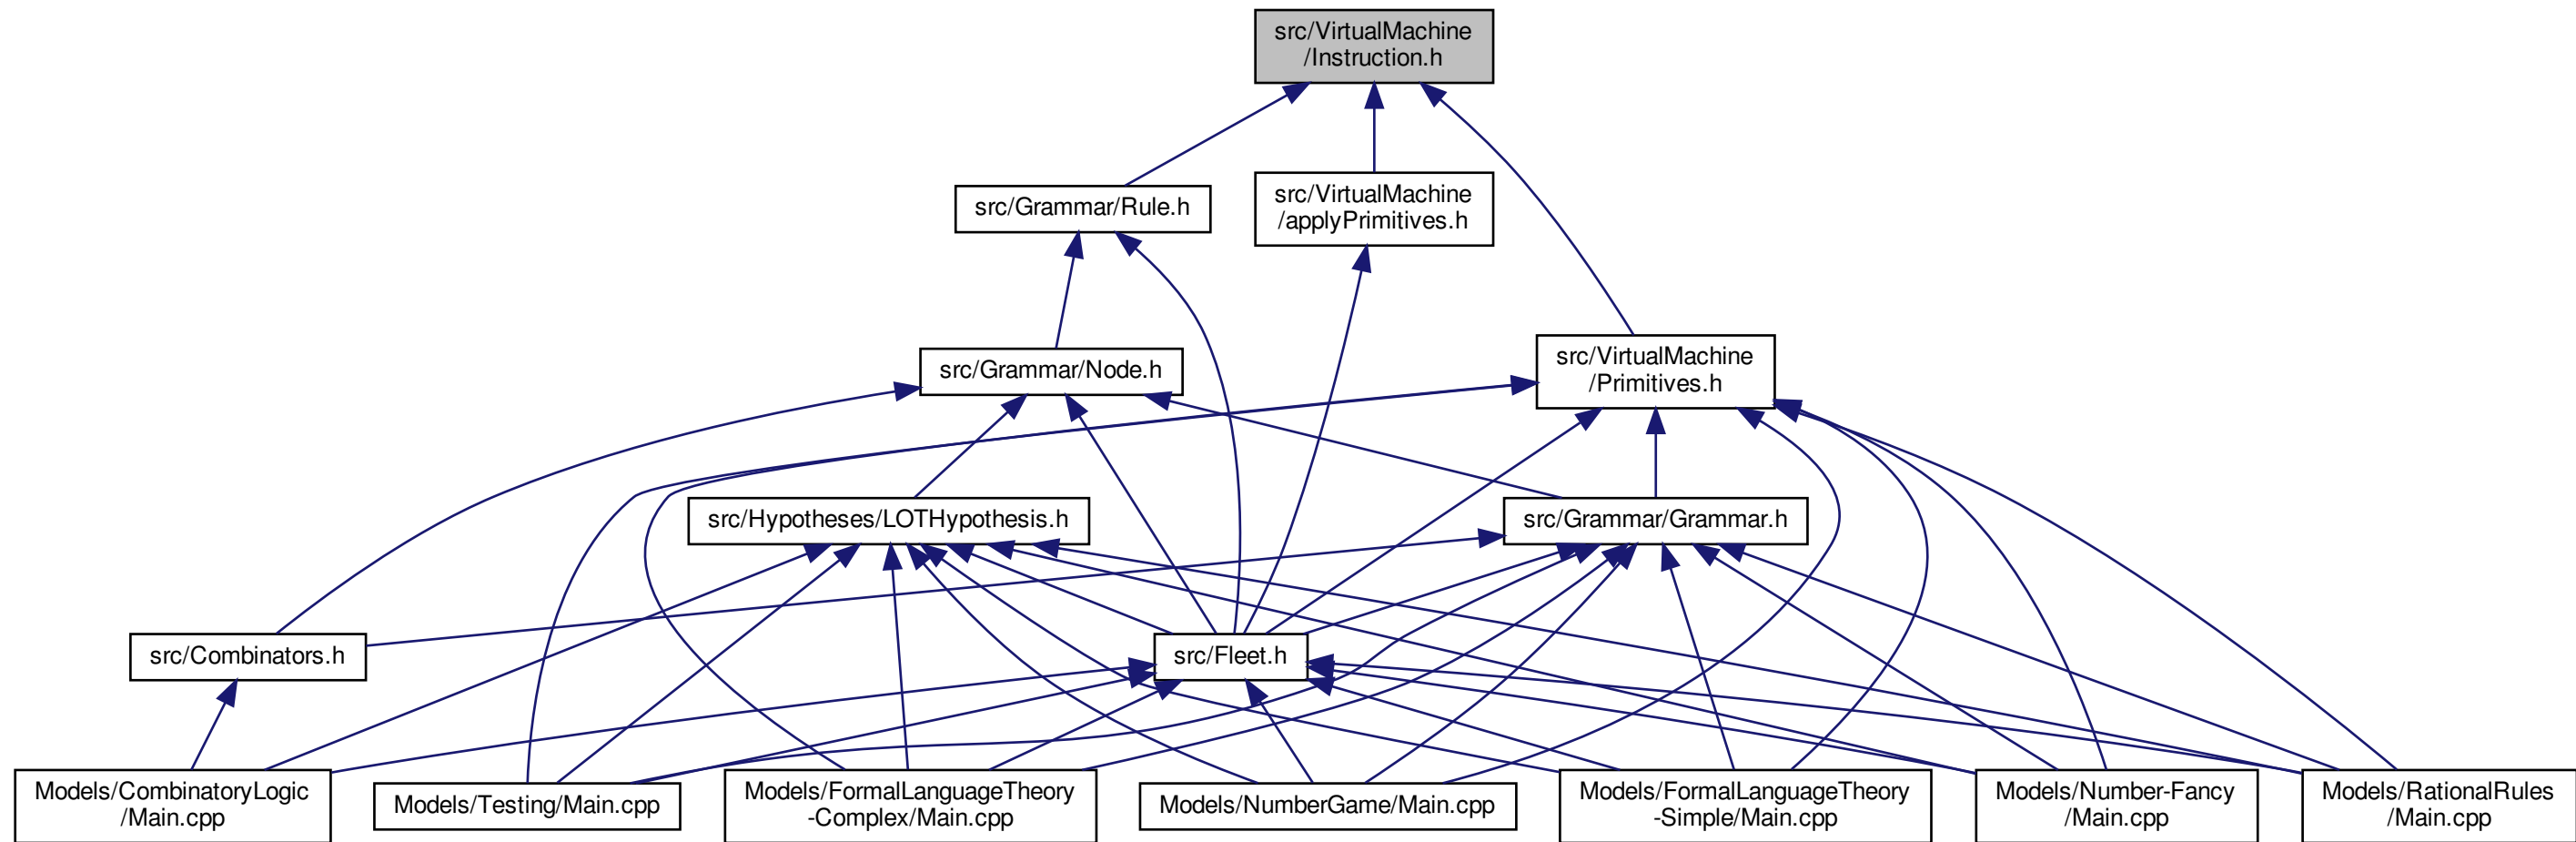 src/VirtualMachine
/Instruction.h
src/Grammar/Rule.h
src/VirtualMachine
/applyPrimitives.h
src/Grammar/Node.h
src/VirtualMachine
/Primitives.h
src/Hypotheses/LOTHypothesis.h
src/Grammar/Grammar.h
src/Combinators.h
src/Fleet.h
Models/CombinatoryLogic
/Main.cpp
Models/Testing/Main.cpp
Models/FormalLanguageTheory
-Complex/Main.cpp
Models/NumberGame/Main.cpp
Models/FormalLanguageTheory
-Simple/Main.cpp
Models/Number-Fancy
/Main.cpp
Models/RationalRules
/Main.cpp